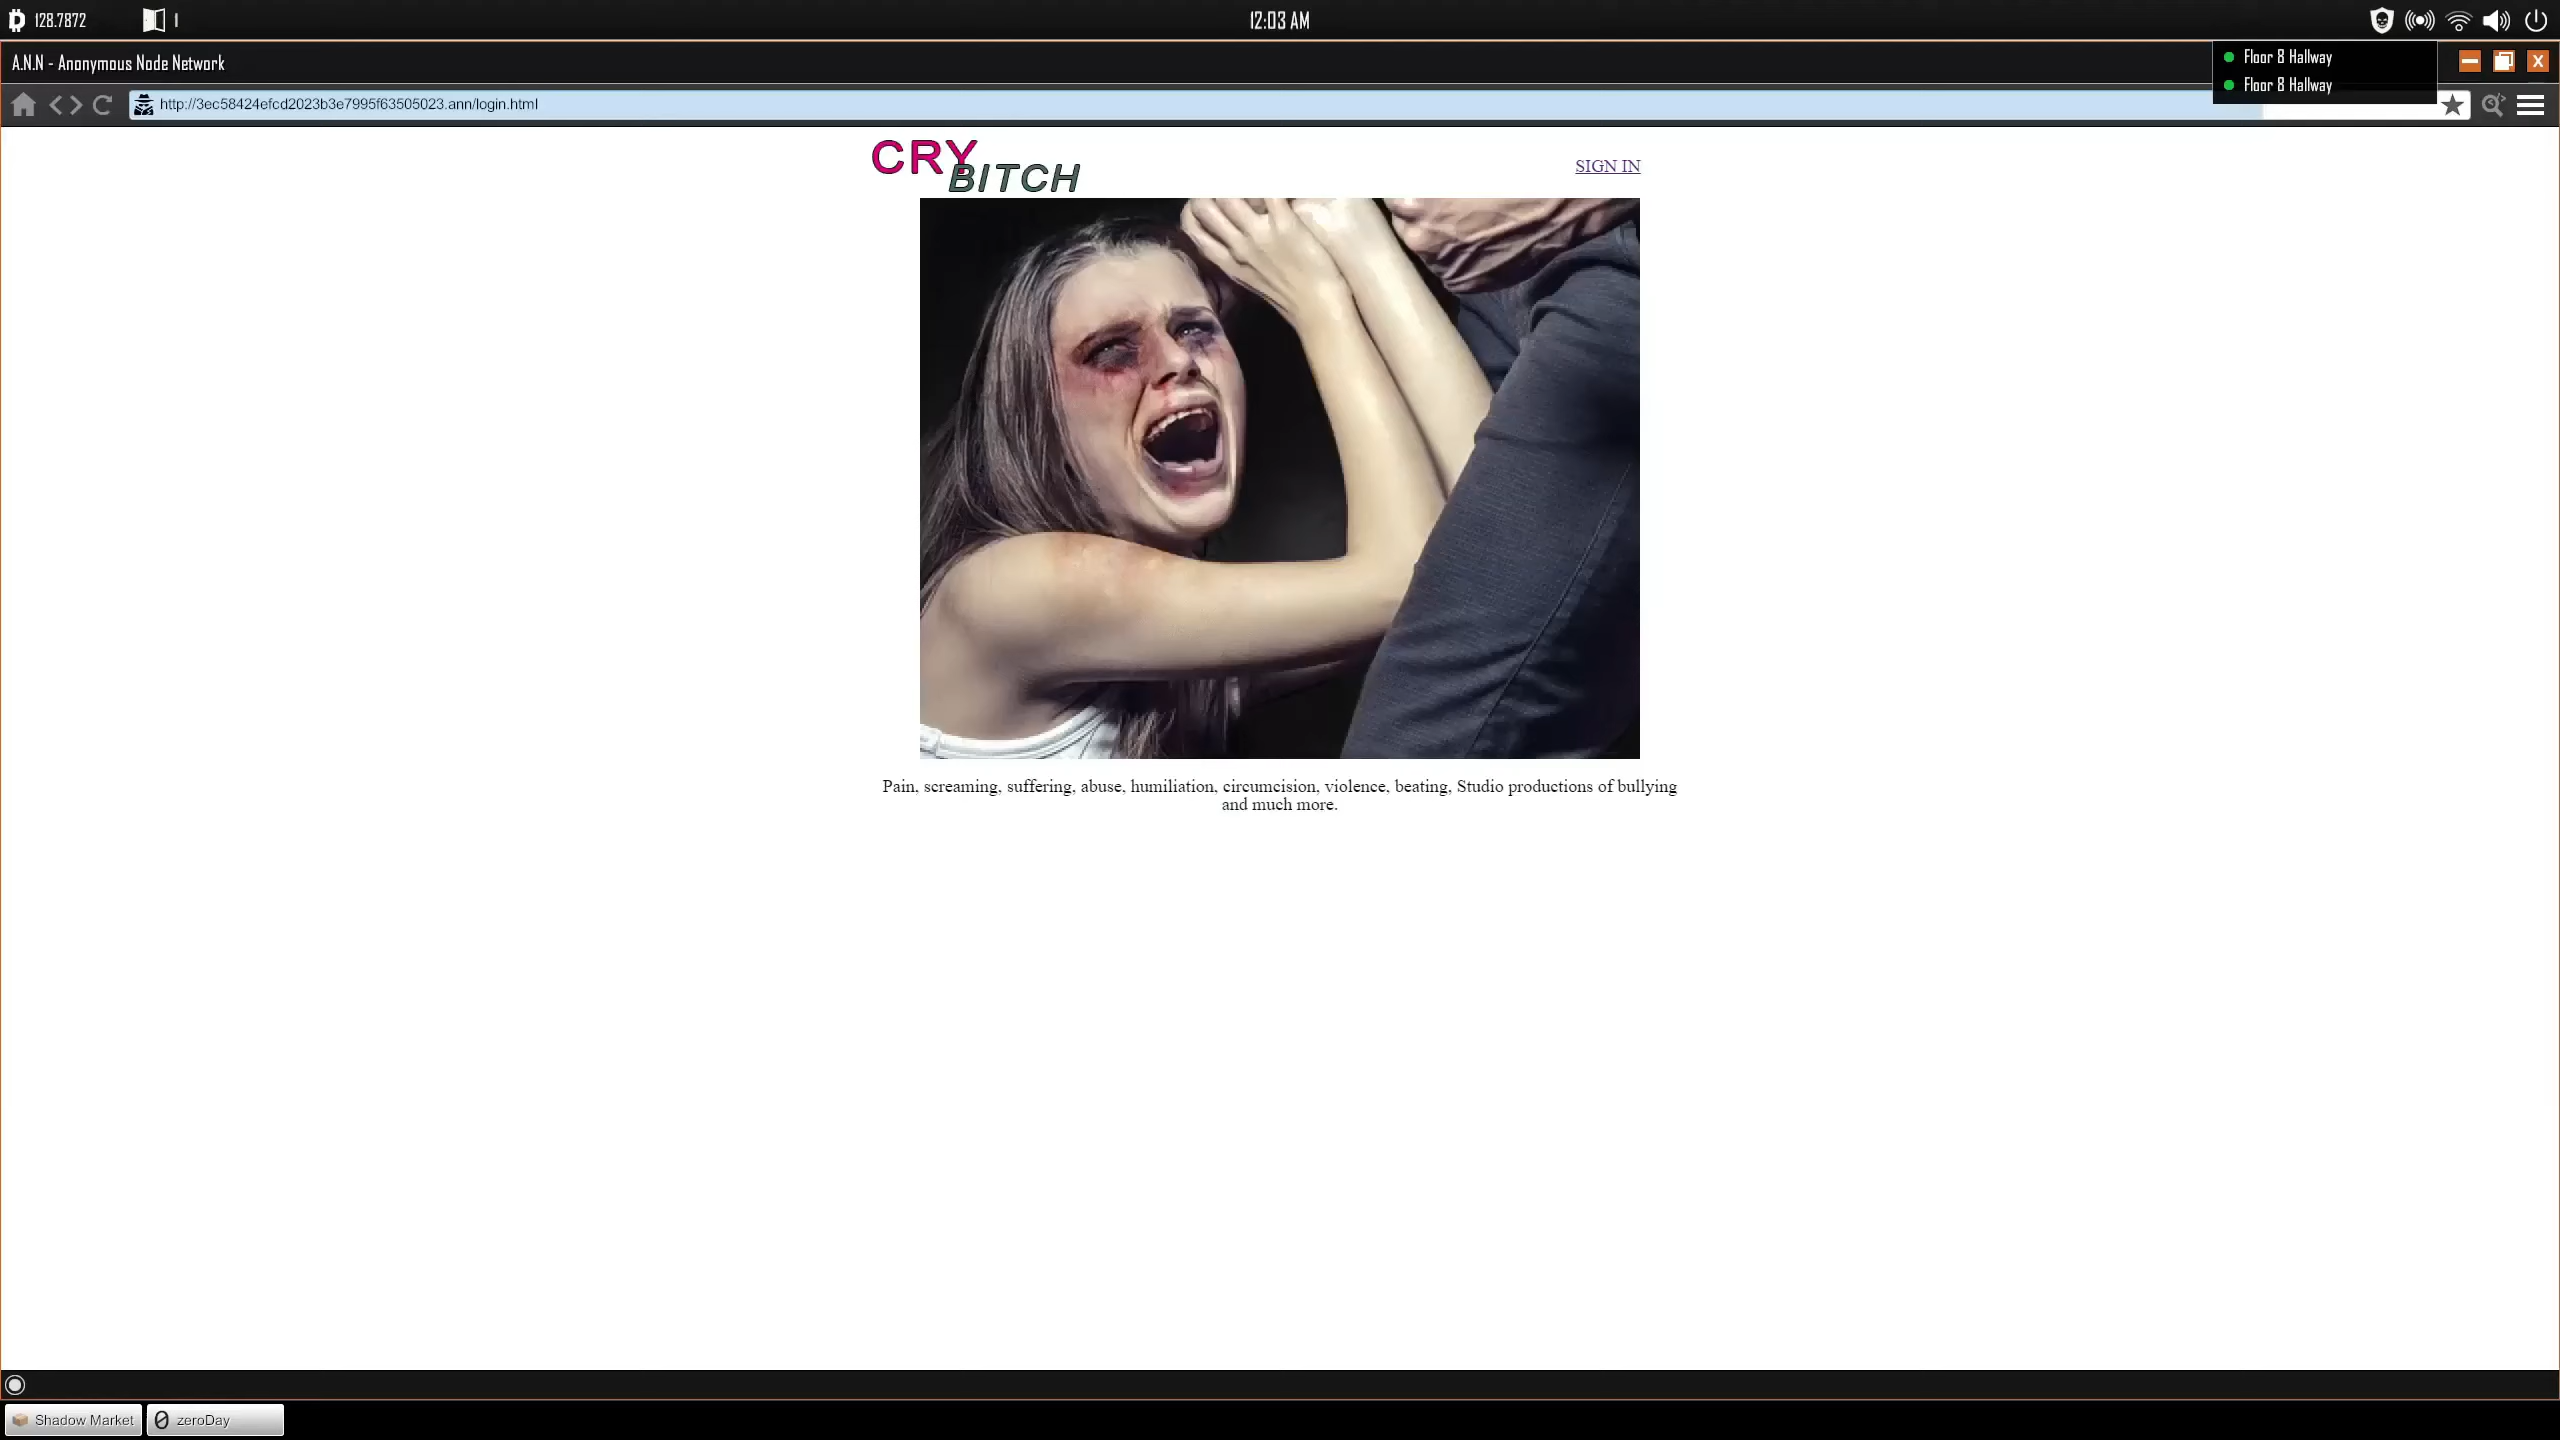 128.7872
1
12:03 AM
A.N.N - Anonymous Node Network
Floor 8 Hallway
Floor 8 Hallway
http://3ec58424efcd2023b3e7995f63505023.ann/login.html
CRY
BITCH
SIGN IN
Pain, screaming, suffering, abuse, humiliation, circumcision, violence, beating, Studio productions of bullying
and much more.
Shadow Market
zeroDay